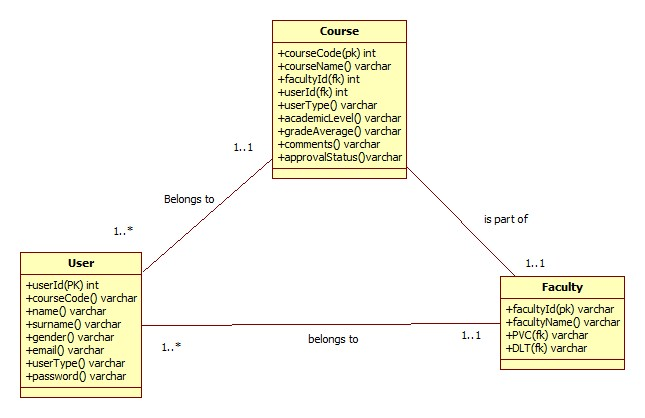 Course
+courseCode(pk) int
+courseName() varchar
+facultyId(fk) int
+userId(fk) int
+userType() varchar
+academicLevel() varchar
+gradeAverage() varchar
+comments() varchar
+approvalStatus()varchar
1..1
Belongs to
1..*
is part of
1..1
User
+userId(PK) int
+courseCode() varchar
+name() varchar
+surname() varchar
+gender() varchar
+email() varchar
+userType() varchar
+password() varchar
1..*
belongs to
1..1
Faculty
+facultyId(pk) varchar
+facultyName() varchar
+PVC(fk) varchar
+DLT(fk) varchar